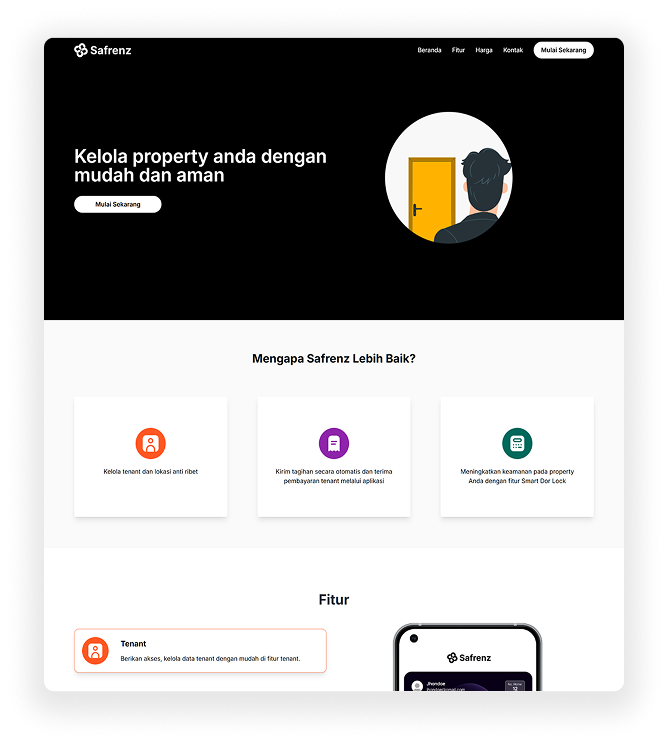 Safrenz
Beranda Fitur Harga Kontak Mulai Sekarang
Kelola property anda dengan
mudah dan aman
Mulai Sekarang
Mengapa Safrenz Lebih Baik?
Kelola tenant dan lokasi anti ribet
Kirim tagihan secara otomatis dan terima
pembayaran tenant melalui aplikasi
Meningkatkan keamanan pada property
Anda dengan fitur Smart Dor Lock
Fitur
Tenant
Berikan akses, kelola data tenant dengan mudah di fitur tenant.
Safrenz
Jhondoe
12